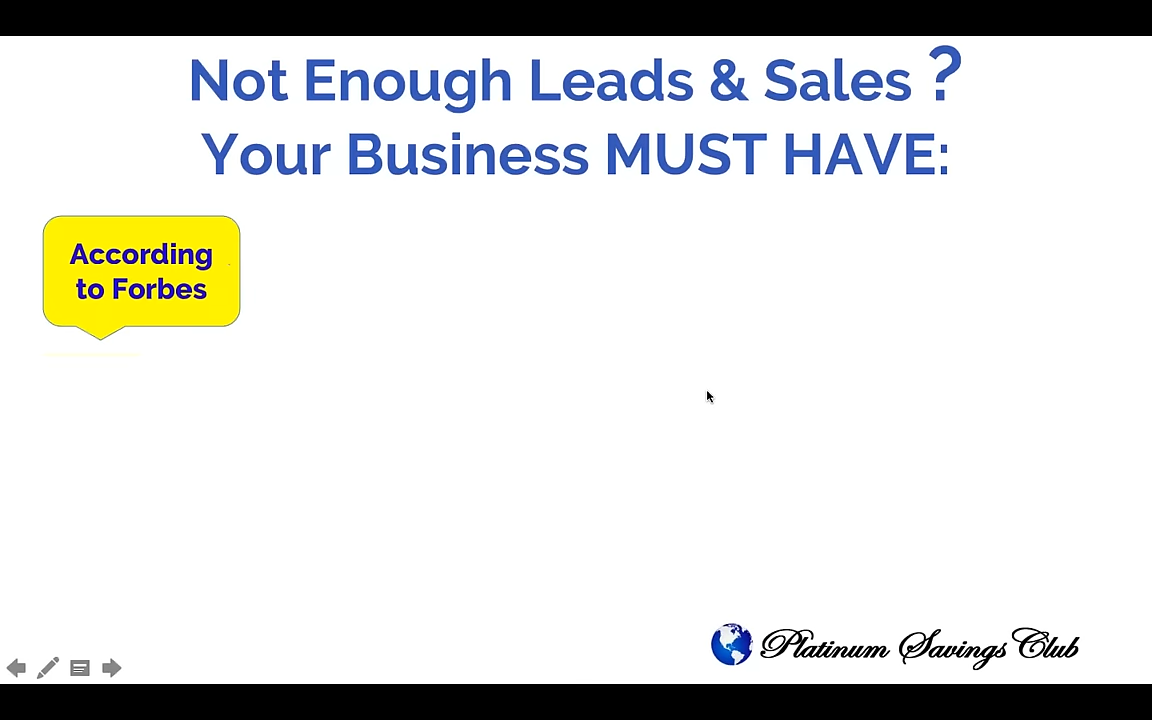 Not Enough Leads & Sales ?
Your Business MUST HAVE:
According
to Forbes
Platinum Savings Club